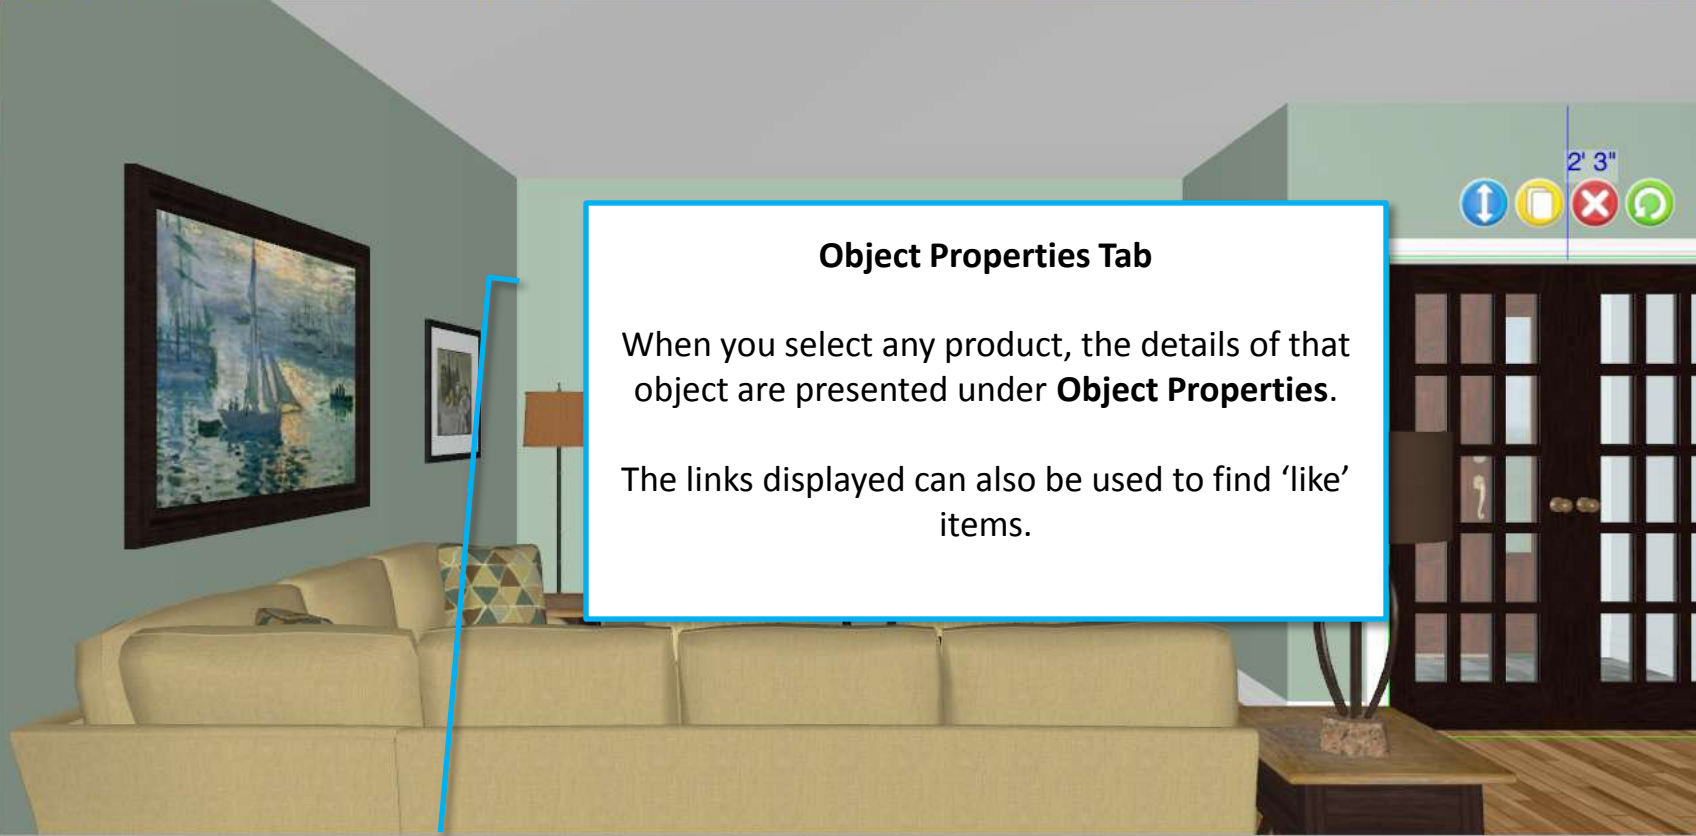 2' 3"
Object Properties Tab
When you select any product, the details of that
object are presented under Object Properties.
The links displayed can also be used to find ‘like’
items.